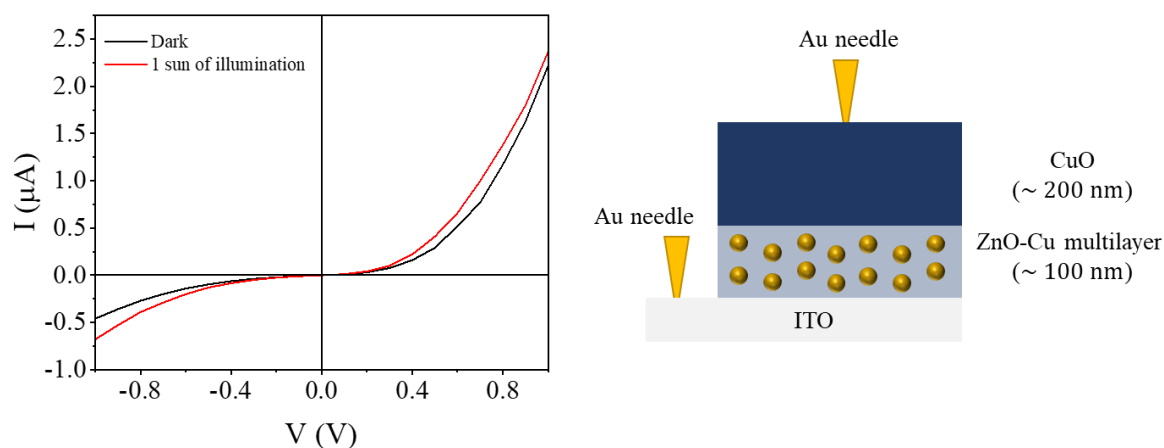 Dark
1 sun of illumination
2.5
2.0
1.5
1.0
0.5
0.0
-0.5
-1.0
I (μA)
-0.8
-0.4
0.0
0.4
0.8
V (V)
Au needle
CuO
(~ 200 nm)
Au needle
ZnO-Cu multilayer
(~ 100 nm)
ITO